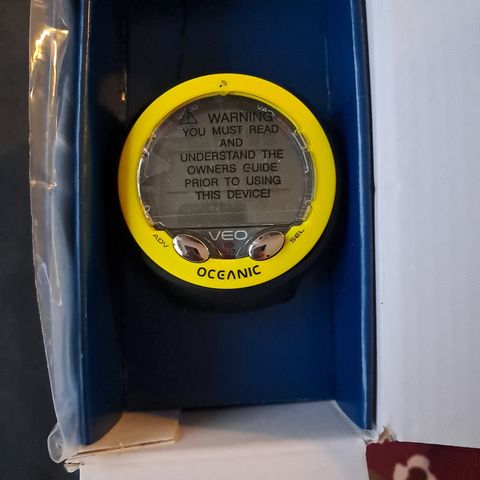 WARNING
YOU MUST READ
AND
UNDERSTAND THE
OWNERS GUIDE
PRIOR TO USING
THIS DEVICE!
VEO
ADV
SEL
OCEANIC